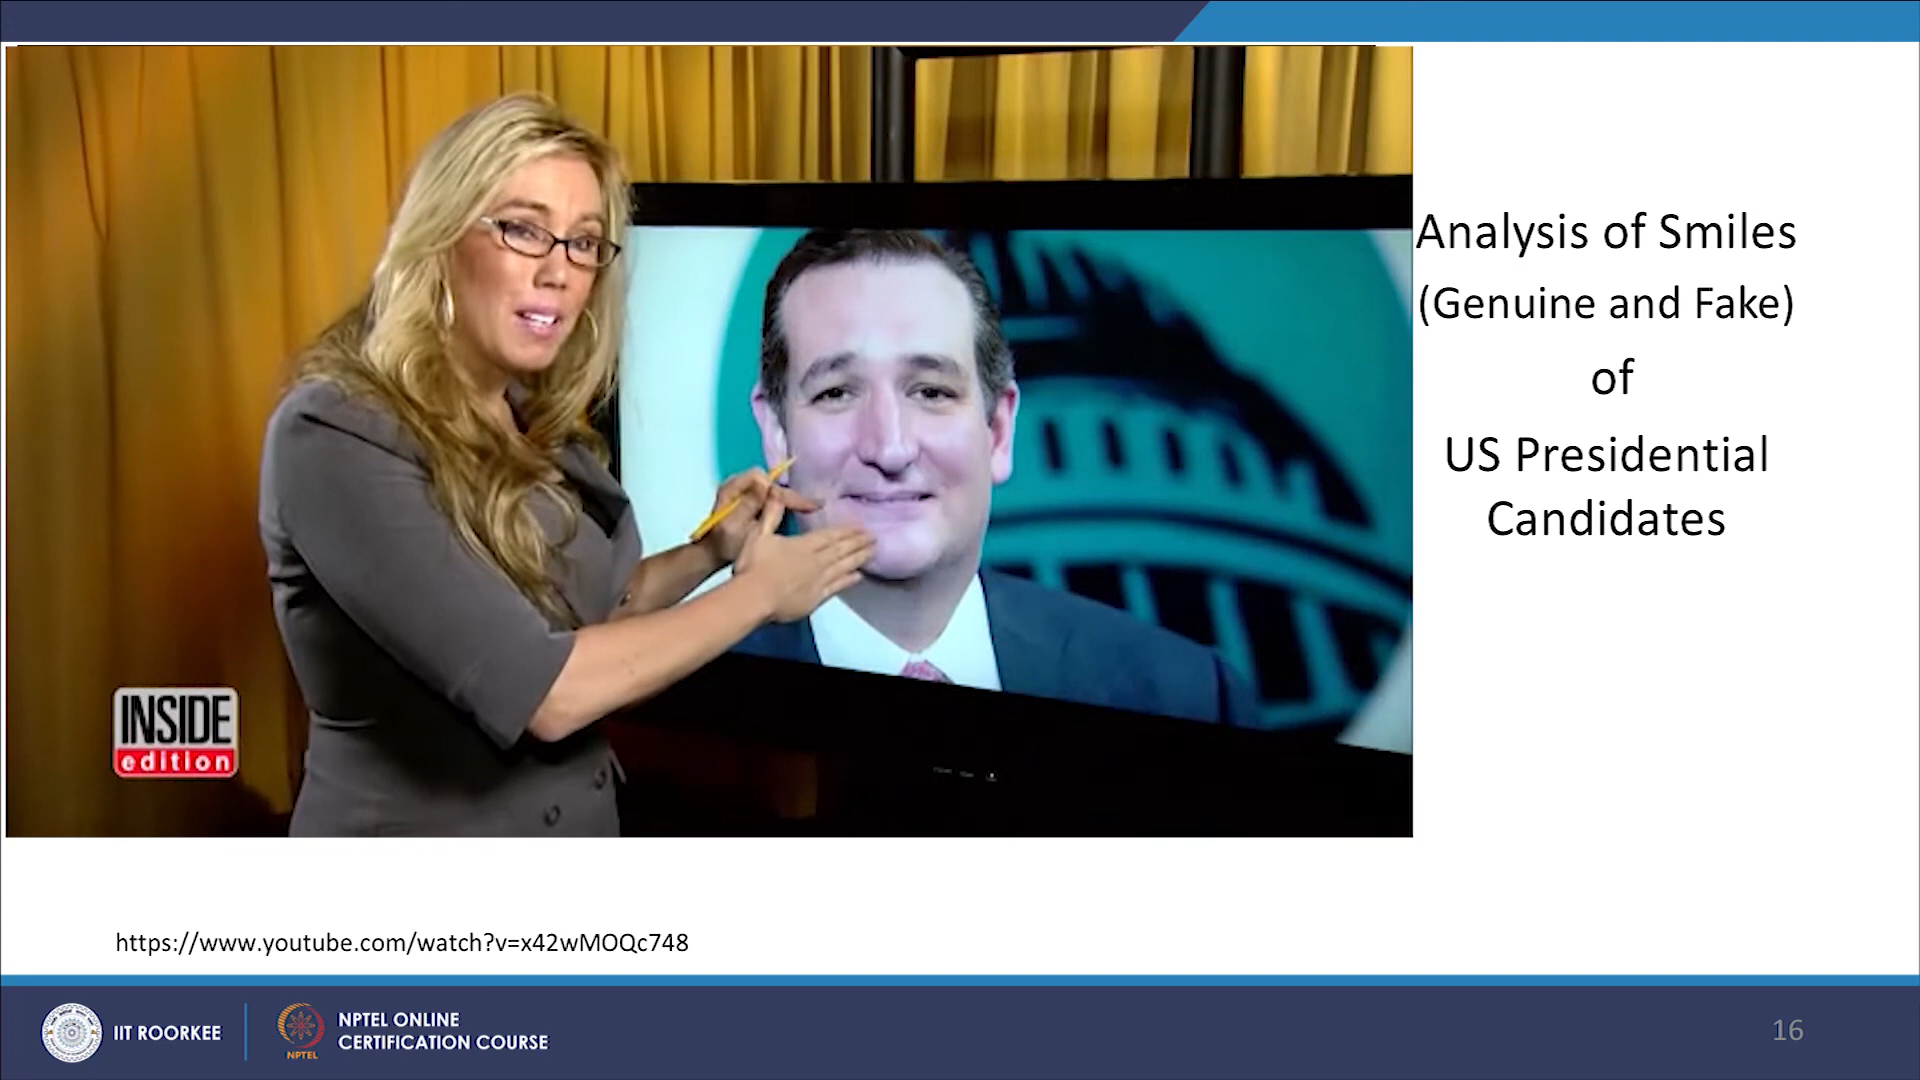 Analysis of Smiles
(Genuine and Fake)
of
US Presidential
Candidates
INSIDE
edition
https://www.youtube.com/watch?v=x42wMOQc748
IIT ROORKEE
NPTEL
NPTEL ONLINE
CERTIFICATION COURSE
16